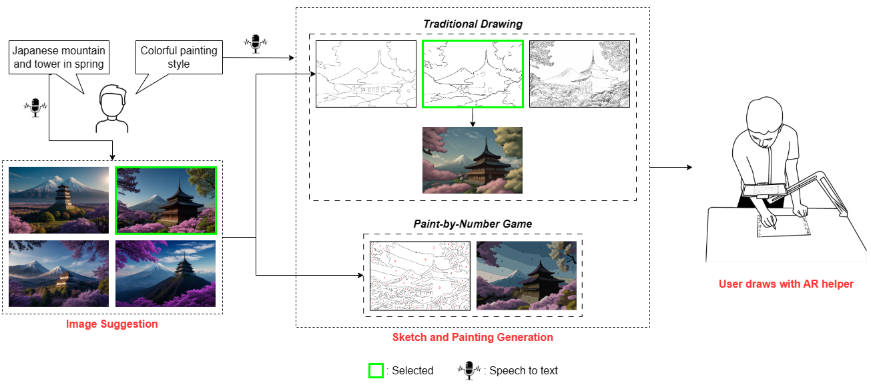 Traditional Drawing
Japanese mountain
and tower in spring
Colorful painting
style
Paint-by-Number Game
Image Suggestion
Sketch and Painting Generation
User draws with AR helper
: Selected
: Speech to text